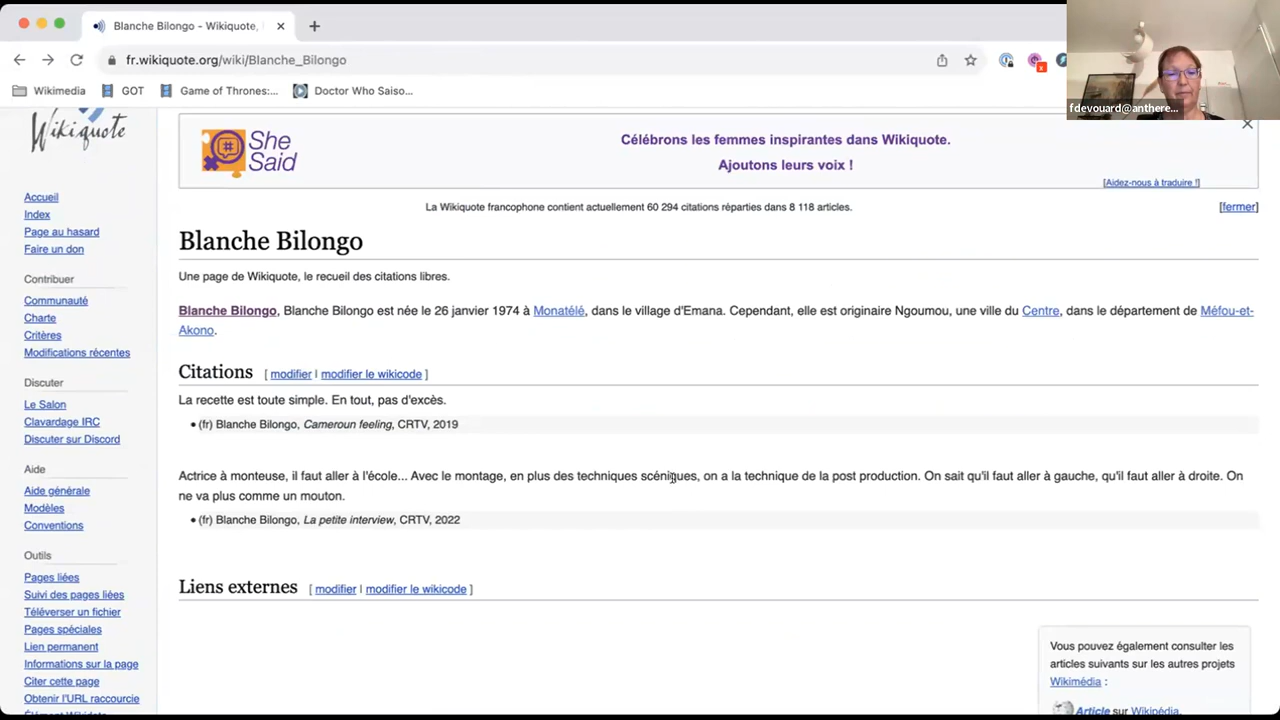 Blanche Bilongo - Wikiquote,
fr.wikiquote.org/wiki/Blanche_Bilongo
Wikimedia
GOT
Game of Thrones:...
Doctor Who Saiso...
fdevouard@anthere...
Wikiquote
Accueil
Index
Page au hasard
Faire un don
Contribuer
Communauté
Charte
Critères
Modifications récentes
Discuter
Le Salon
Clavardage IRC
Discuter sur Discord
Aide
Aide générale
Modèles
Conventions
Outils
Pages liées
Suivi des pages liées
Téléverser un fichier
Pages spéciales
Lien permanent
Informations sur la page
Citer cette page
Obtenir l'URL raccourcie
Élément Wikidata
# She
Said
Célébrons les femmes inspirantes dans Wikiquote.
Ajoutons leurs voix !
[Aidez-nous à traduire !]
La Wikiquote francophone contient actuellement 60 294 citations réparties dans 8 118 articles.
[fermer]
Blanche Bilongo
Une page de Wikiquote, le recueil des citations libres.
Blanche Bilongo, Blanche Bilongo est née le 26 janvier 1974 à Monatélé, dans le village d'Emana. Cependant, elle est originaire Ngoumou, une ville du Centre, dans le département de Méfou-et-
Akono.
Citations [ modifier | modifier le wikicode ]
La recette est toute simple. En tout, pas d'excès.
• (fr) Blanche Bilongo, Cameroun feeling, CRTV, 2019
Actrice à monteuse, il faut aller à l'école... Avec le montage, en plus des techniques scéniques, on a la technique de la post production. On sait qu'il faut aller à gauche, qu'il faut aller à droite. On
ne va plus comme un mouton.
• (fr) Blanche Bilongo, La petite interview, CRTV, 2022
Liens externes [ modifier | modifier le wikicode ]
Vous pouvez également consulter les
articles suivants sur les autres projets
Wikimédia :
Article sur Wikipédia.